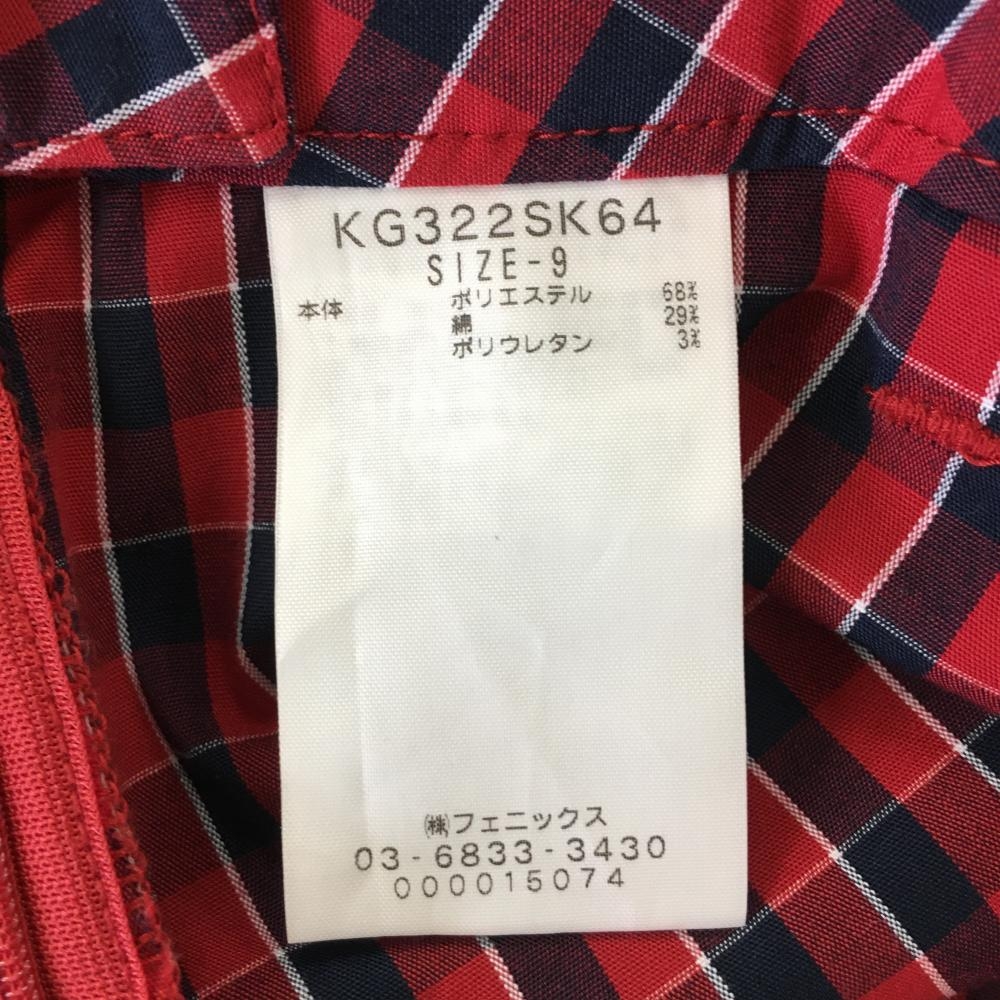 KG322SK64
SIZE-9
本体 ポリエステル 68%
綿 29%
ポリウレタン 3%
㈱フェニックス
03-6833-3430
000015074